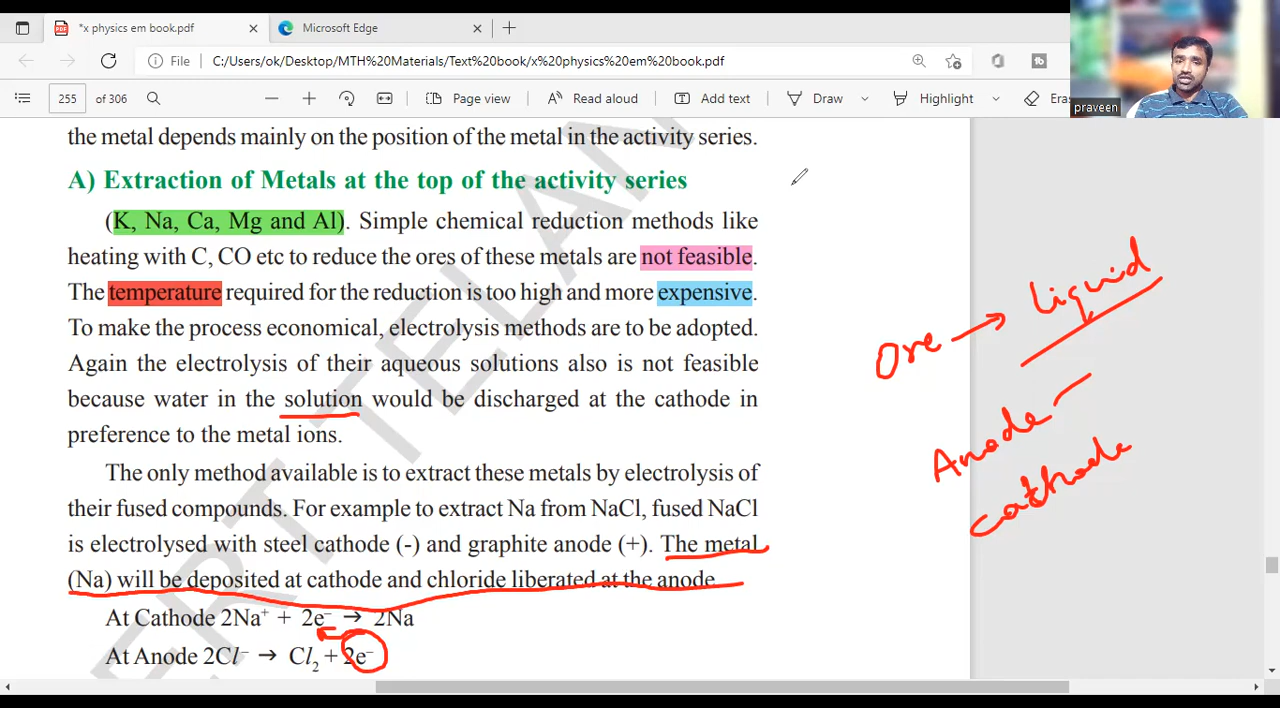 *x physics em book.pdf
Microsoft Edge
File
C:/Users/ok/Desktop/MTH%20Materials/Text%20book/x%20physics%20em%20book.pdf
praveen
255 of 306
Page view
Read aloud
Add text
Draw
Highlight
Eras
the metal depends mainly on the position of the metal in the activity series.
A) Extraction of Metals at the top of the activity series
(K, Na, Ca, Mg and Al). Simple chemical reduction methods like
heating with C, CO etc to reduce the ores of these metals are not feasible.
The temperature required for the reduction is too high and more expensive.
To make the process economical, electrolysis methods are to be adopted.
Again the electrolysis of their aqueous solutions also is not feasible
because water in the solution would be discharged at the cathode in
preference to the metal ions.
The only method available is to extract these metals by electrolysis of
their fused compounds. For example to extract Na from NaCl, fused NaCl
is electrolysed with steel cathode (-) and graphite anode (+). The metal
(Na) will be deposited at cathode and chloride liberated at the anode
At Cathode 2Na⁺ + 2e⁻ → 2Na
At Anode 2Cl⁻ → Cl₂ + 2e⁻
Ore → Liquid
Anode
Cathode
ERT TELAN